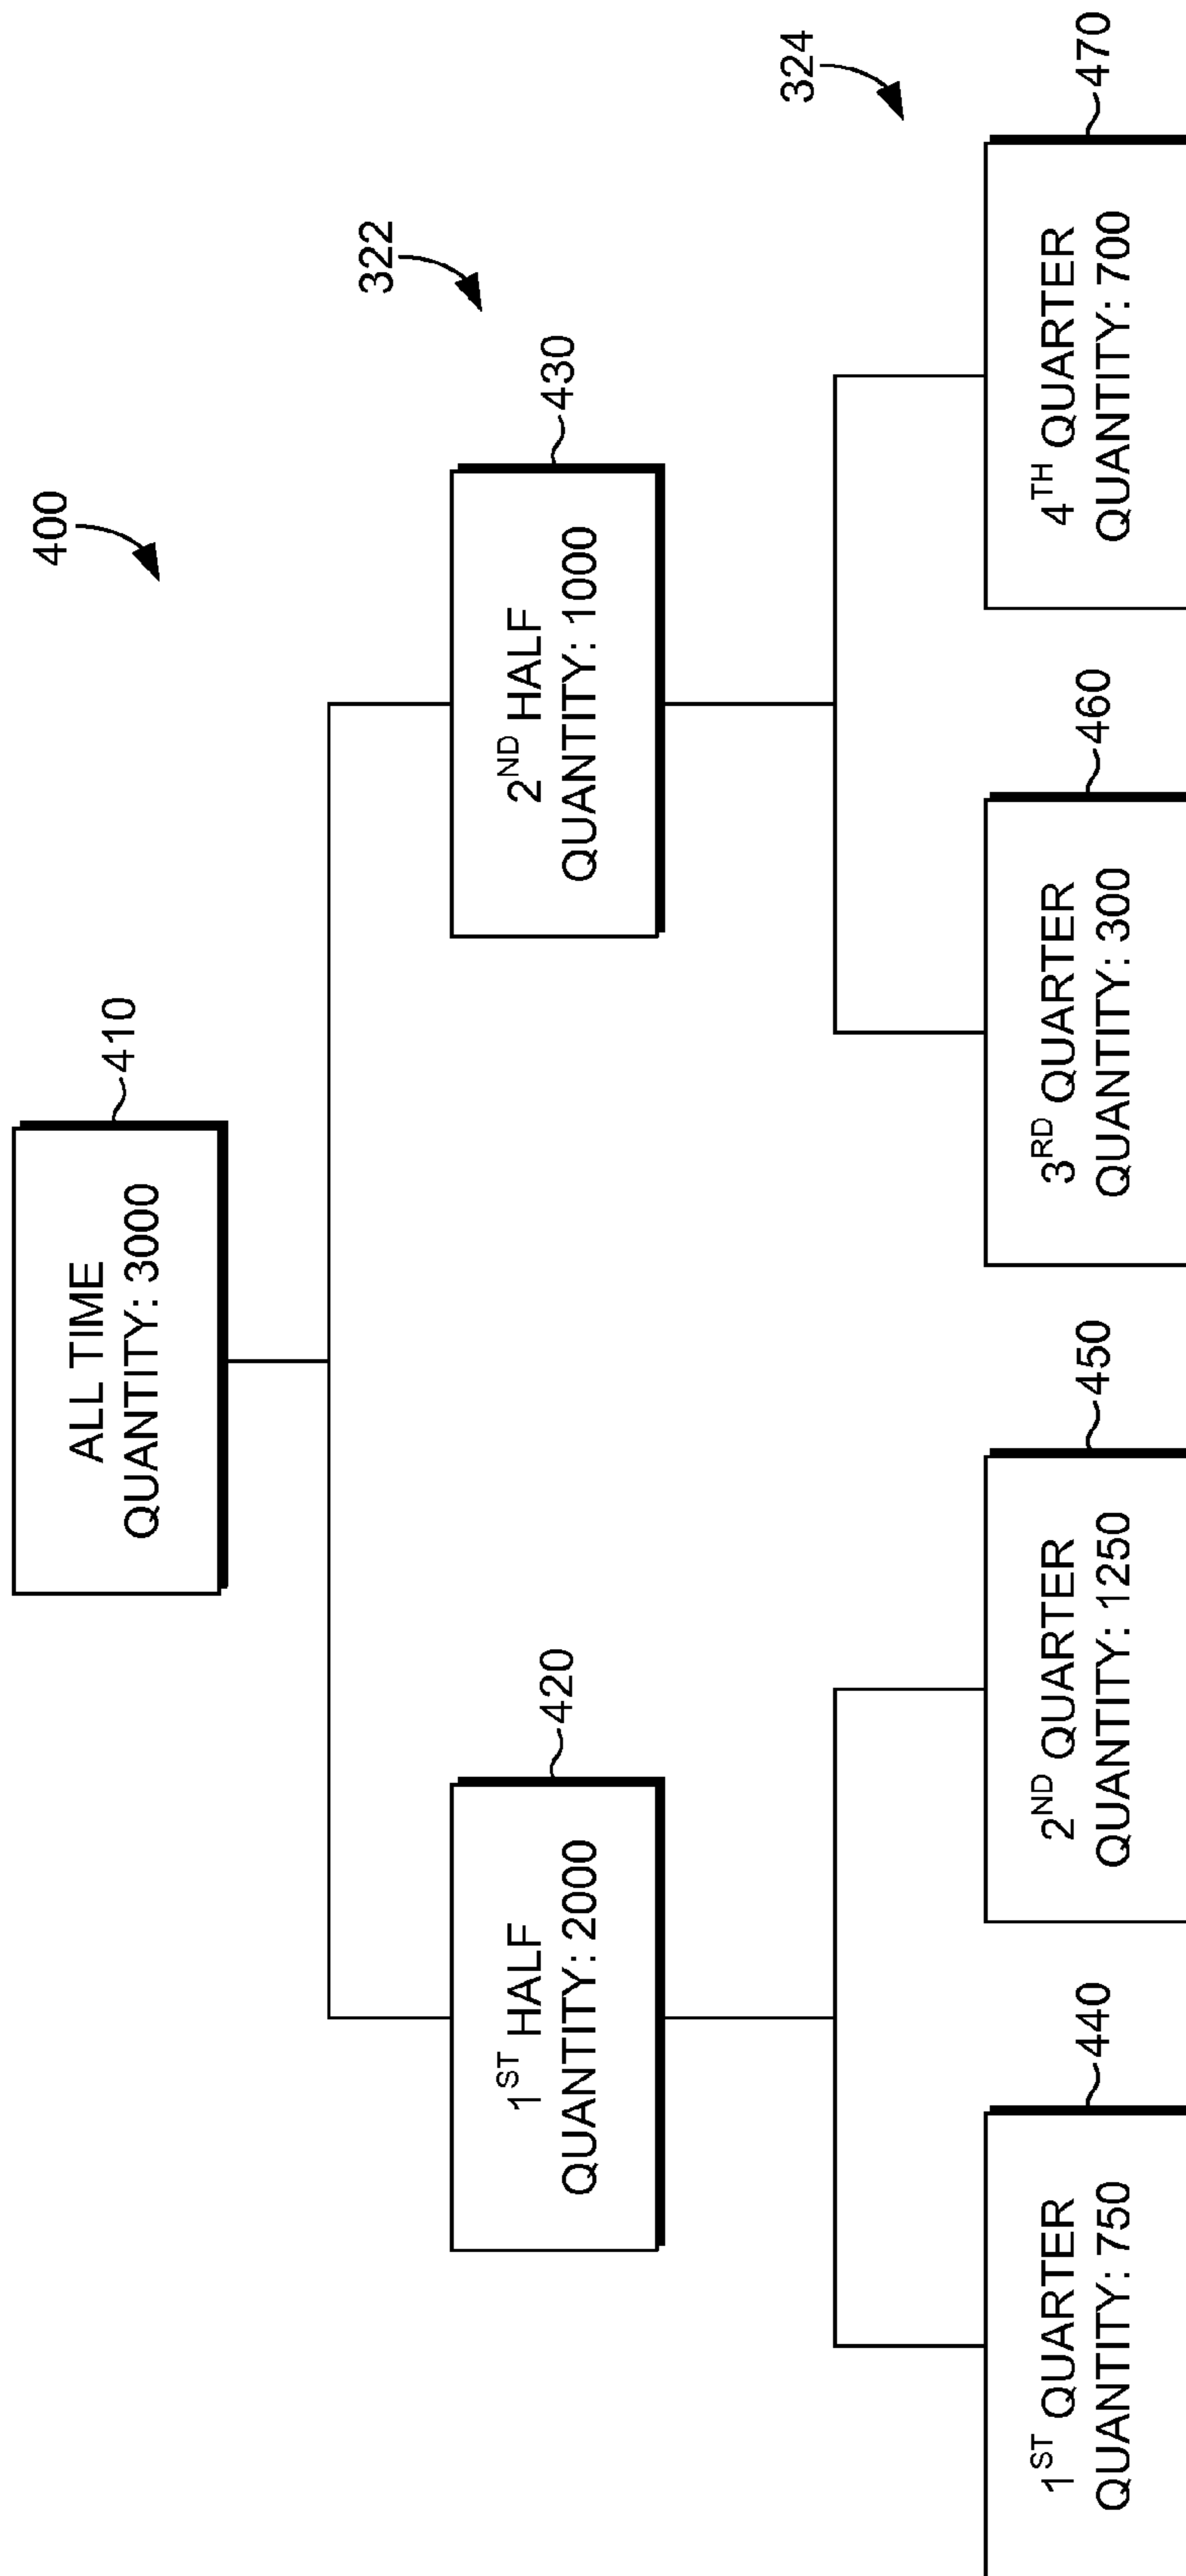 400
ALL TIME
QUANTITY: 3000
410
322
1ST HALF
QUANTITY: 2000
420
2ND HALF
QUANTITY: 1000
430
324
1ST QUARTER
QUANTITY: 750
440
2ND QUARTER
QUANTITY: 1250
450
3RD QUARTER
QUANTITY: 300
460
4TH QUARTER
QUANTITY: 700
470